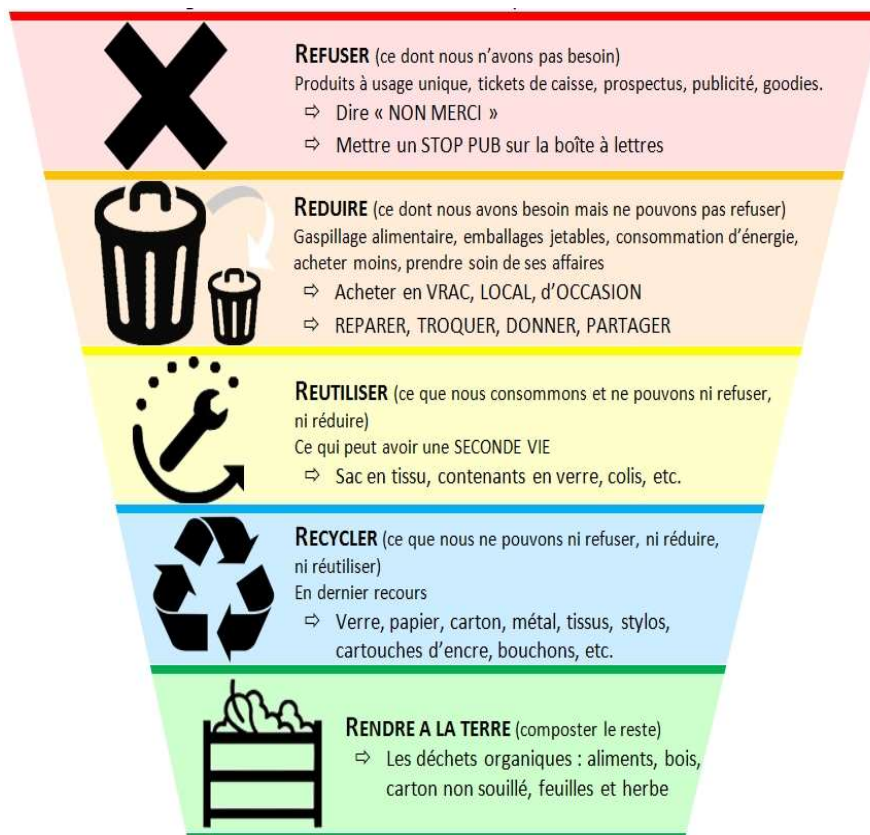 REFUSER (ce dont nous n'avons pas besoin)
Produits à usage unique, tickets de caisse, prospectus, publicité, goodies.
⇨ Dire « NON MERCI »
⇨ Mettre un STOP PUB sur la boîte à lettres
REDUIRE (ce dont nous avons besoin mais ne pouvons pas refuser)
Gaspillage alimentaire, emballages jetables, consommation d'énergie,
acheter moins, prendre soin de ses affaires
⇨ Acheter en VRAC, LOCAL, d'OCCASION
⇨ REPARER, TROQUER, DONNER, PARTAGER
REUTILISER (ce que nous consommons et ne pouvons ni refuser,
ni réduire)
Ce qui peut avoir une SECONDE VIE
⇨ Sac en tissu, contenants en verre, colis, etc.
RECYCLER (ce que nous ne pouvons ni refuser, ni réduire,
ni réutiliser)
En dernier recours
⇨ Verre, papier, carton, métal, tissus, stylos,
cartouches d'encre, bouchons, etc.
RENDRE A LA TERRE (composter le reste)
⇨ Les déchets organiques : aliments, bois,
carton non souillé, feuilles et herbe